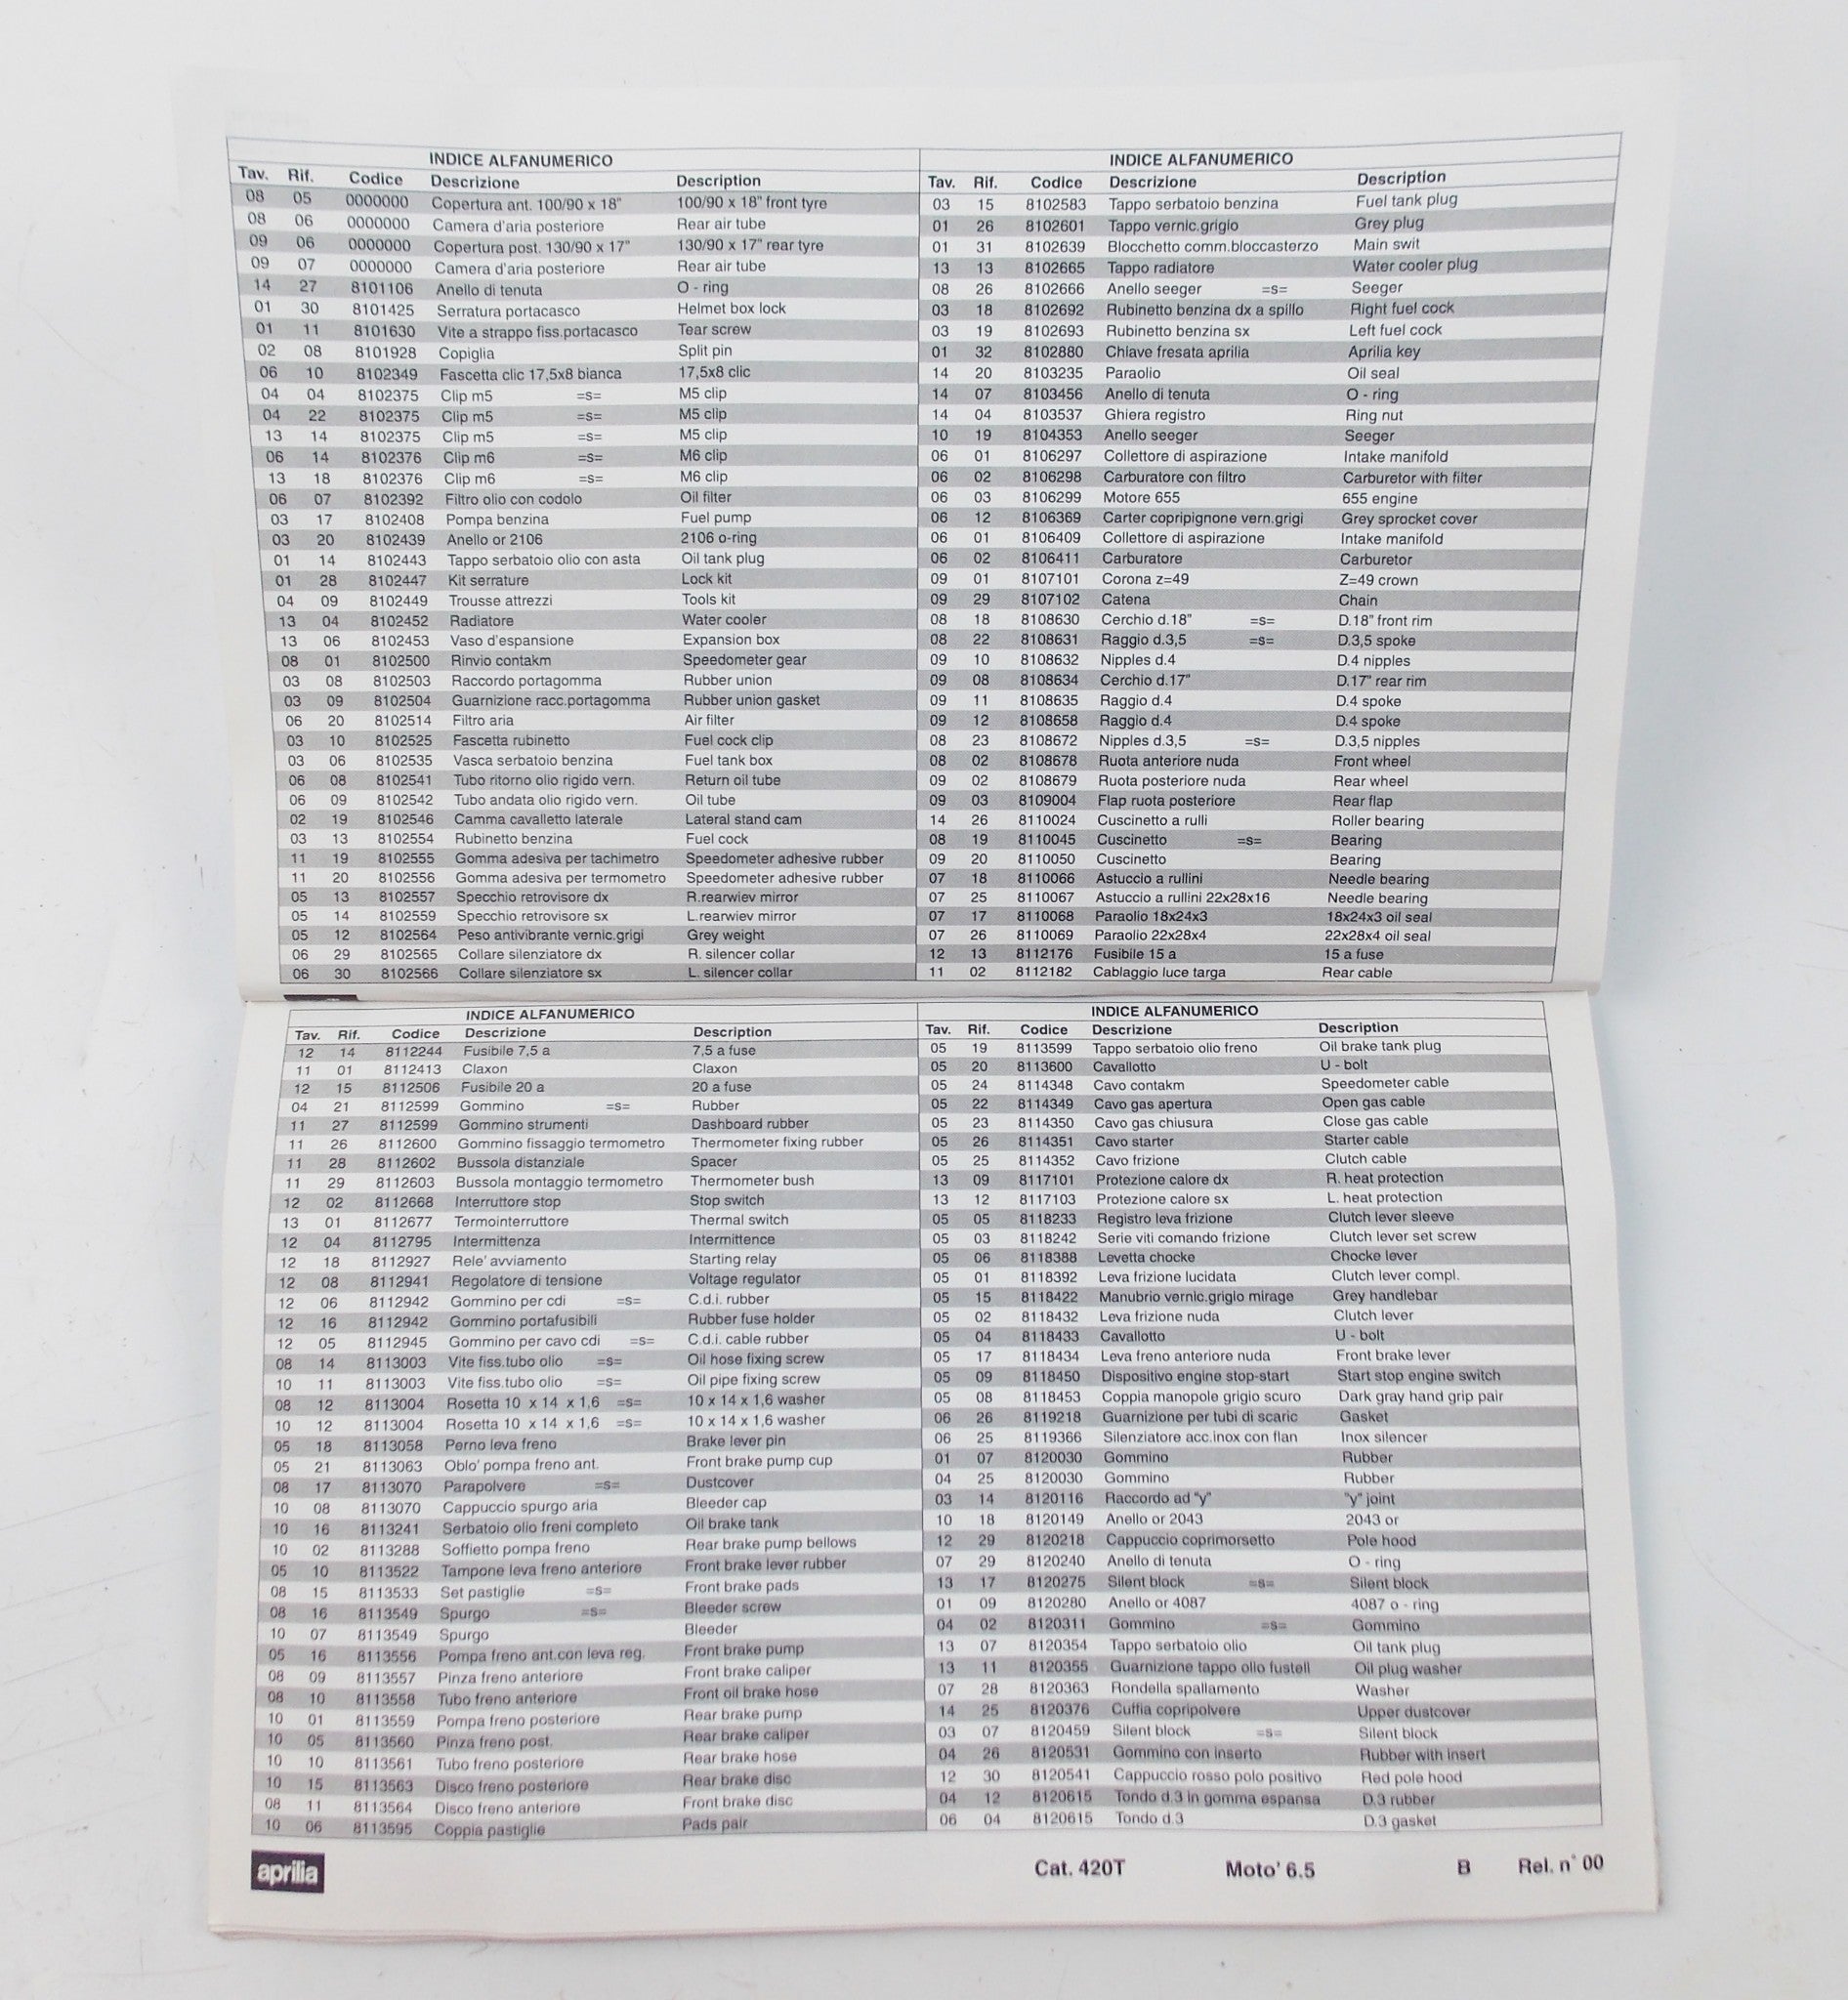 INDICE ALFANUMERICO
Tav. Rif. Codice Descrizione Description
08 05 0000000 Copertura ant. 100/90 x 18" 100/90 x 18" front tyre
08 06 0000000 Camera d'aria posteriore Rear air tube
09 06 0000000 Copertura post. 130/90 x 17" 130/90 x 17" rear tyre
09 07 0000000 Camera d'aria posteriore Rear air tube
14 27 8101106 Anello di tenuta O - ring
01 30 8101425 Serratura portacasco Helmet box lock
01 11 8101630 Vite a strappo fiss.portacasco Tear screw
02 08 8101928 Copiglia Split pin
06 10 8102349 Fascetta clic 17,5x8 bianca 17,5x8 clic
04 04 8102375 Clip m5 =s= M5 clip
04 22 8102375 Clip m5 =s= M5 clip
13 14 8102375 Clip m5 =s= M5 clip
06 14 8102376 Clip m6 =s= M6 clip
13 18 8102376 Clip m6 =s= M6 clip
06 07 8102392 Filtro olio con codolo Oil filter
03 17 8102408 Pompa benzina Fuel pump
03 20 8102439 Anello or 2106 2106 o-ring
01 14 8102443 Tappo serbatoio olio con asta Oil tank plug
01 28 8102447 Kit serrature Lock kit
04 09 8102449 Trousse attrezzi Tools kit
13 04 8102452 Radiatore Water cooler
13 06 8102453 Vaso d'espansione Expansion box
08 01 8102500 Rinvio contakm Speedometer gear
03 08 8102503 Raccordo portagomma Rubber union
03 09 8102504 Guarnizione racc.portagomma Rubber union gasket
06 20 8102514 Filtro aria Air filter
03 10 8102525 Fascetta rubinetto Fuel cock clip
03 06 8102535 Vasca serbatoio benzina Fuel tank box
06 08 8102541 Tubo ritorno olio rigido vern. Return oil tube
06 09 8102542 Tubo andata olio rigido vern. Oil tube
02 19 8102546 Camma cavalletto laterale Lateral stand cam
03 13 8102554 Rubinetto benzina Fuel cock
11 19 8102555 Gomma adesiva per tachimetro Speedometer adhesive rubber
11 20 8102556 Gomma adesiva per termometro Speedometer adhesive rubber
05 13 8102557 Specchio retrovisore dx R.rearwiev mirror
05 14 8102559 Specchio retrovisore sx L.rearwiev mirror
05 12 8102564 Peso antivibrante vernic.grigi Grey weight
06 29 8102565 Collare silenziatore dx R. silencer collar
06 30 8102566 Collare silenziatore sx L. silencer collar
INDICE ALFANUMERICO
Tav. Rif. Codice Descrizione Description
03 15 8102583 Tappo serbatoio benzina Fuel tank plug
01 26 8102601 Tappo vernic.grigio Grey plug
01 31 8102639 Blocchetto comm.bloccasterzo Main swit
13 13 8102665 Tappo radiatore Water cooler plug
08 26 8102666 Anello seeger =s= Seeger
03 18 8102692 Rubinetto benzina dx a spillo Right fuel cock
03 19 8102693 Rubinetto benzina sx Left fuel cock
01 32 8102880 Chiave fresata aprilia Aprilia key
14 20 8103235 Paraolio Oil seal
14 07 8103456 Anello di tenuta O - ring
14 04 8103537 Ghiera registro Ring nut
10 19 8104353 Anello seeger Seeger
06 01 8106297 Collettore di aspirazione Intake manifold
06 02 8106298 Carburatore con filtro Carburetor with filter
06 03 8106299 Motore 655 655 engine
06 12 8106369 Carter copripignone vern.grigi Grey sprocket cover
06 01 8106409 Collettore di aspirazione Intake manifold
06 02 8106411 Carburatore Carburetor
09 01 8107101 Corona z=49 Z=49 crown
09 29 8107102 Catena Chain
08 18 8108630 Cerchio d.18" =s= D.18" front rim
08 22 8108631 Raggio d.3,5 =s= D.3,5 spoke
09 10 8108632 Nipples d.4 D.4 nipples
09 08 8108634 Cerchio d.17" D.17" rear rim
09 11 8108635 Raggio d.4 D.4 spoke
09 12 8108658 Raggio d.4 D.4 spoke
08 23 8108672 Nipples d.3,5 =s= D.3,5 nipples
08 02 8108678 Ruota anteriore nuda Front wheel
09 02 8108679 Ruota posteriore nuda Rear wheel
09 03 8109004 Flap ruota posteriore Rear flap
14 26 8110024 Cuscinetto a rulli Roller bearing
08 19 8110045 Cuscinetto =s= Bearing
09 20 8110050 Cuscinetto Bearing
07 18 8110066 Astuccio a rullini Needle bearing
07 25 8110067 Astuccio a rullini 22x28x16 Needle bearing
07 17 8110068 Paraolio 18x24x3 18x24x3 oil seal
07 26 8110069 Paraolio 22x28x4 22x28x4 oil seal
12 13 8112176 Fusibile 15 a 15 a fuse
11 02 8112182 Cablaggio luce targa Rear cable
INDICE ALFANUMERICO
Tav. Rif. Codice Descrizione Description
12 14 8112244 Fusibile 7,5 a 7,5 a fuse
11 01 8112413 Claxon Claxon
12 15 8112506 Fusibile 20 a 20 a fuse
04 21 8112599 Gommino =s= Rubber
11 27 8112599 Gommino strumenti Dashboard rubber
11 26 8112600 Gommino fissaggio termometro Thermometer fixing rubber
11 28 8112602 Bussola distanziale Spacer
11 29 8112603 Bussola montaggio termometro Thermometer bush
12 02 8112668 Interruttore stop Stop switch
13 01 8112677 Termointerruttore Thermal switch
12 04 8112795 Intermittenza Intermittence
12 18 8112927 Rele' avviamento Starting relay
12 08 8112941 Regolatore di tensione Voltage regulator
12 06 8112942 Gommino per cdi =s= C.d.i. rubber
12 16 8112942 Gommino portafusibili Rubber fuse holder
12 05 8112945 Gommino per cavo cdi =s= C.d.i. cable rubber
08 14 8113003 Vite fiss.tubo olio =s= Oil hose fixing screw
10 11 8113003 Vite fiss.tubo olio =s= Oil pipe fixing screw
08 12 8113004 Rosetta 10 x 14 x 1,6 =s= 10 x 14 x 1,6 washer
10 12 8113004 Rosetta 10 x 14 x 1,6 =s= 10 x 14 x 1,6 washer
05 18 8113058 Perno leva freno Brake lever pin
05 21 8113063 Oblo' pompa freno ant. Front brake pump cup
08 17 8113070 Parapolvere =s= Dustcover
10 08 8113070 Cappuccio spurgo aria Bleeder cap
10 16 8113241 Serbatoio olio freni completo Oil brake tank
10 02 8113288 Soffietto pompa freno Rear brake pump bellows
05 10 8113522 Tampone leva freno anteriore Front brake lever rubber
08 15 8113533 Set pastiglie =s= Front brake pads
08 16 8113549 Spurgo =s= Bleeder screw
10 07 8113549 Spurgo Bleeder
05 16 8113556 Pompa freno ant.con leva reg. Front brake pump
08 09 8113557 Pinza freno anteriore Front brake caliper
08 10 8113558 Tubo freno anteriore Front oil brake hose
10 01 8113559 Pompa freno posteriore Rear brake pump
10 05 8113560 Pinza freno post. Rear brake caliper
10 10 8113561 Tubo freno posteriore Rear brake hose
10 15 8113563 Disco freno posteriore Rear brake disc
08 11 8113564 Disco freno anteriore Front brake disc
10 06 8113595 Coppia pastiglie Pads pair
INDICE ALFANUMERICO
Tav. Rif. Codice Descrizione Description
05 19 8113599 Tappo serbatoio olio freno Oil brake tank plug
05 20 8113600 Cavallotto U - bolt
05 24 8114348 Cavo contakm Speedometer cable
05 22 8114349 Cavo gas apertura Open gas cable
05 23 8114350 Cavo gas chiusura Close gas cable
05 26 8114351 Cavo starter Starter cable
05 25 8114352 Cavo frizione Clutch cable
13 09 8117101 Protezione calore dx R. heat protection
13 12 8117103 Protezione calore sx L. heat protection
05 05 8118233 Registro leva frizione Clutch lever sleeve
05 03 8118242 Serie viti comando frizione Clutch lever set screw
05 06 8118388 Levetta chocke Chocke lever
05 01 8118392 Leva frizione lucidata Clutch lever compl.
05 15 8118422 Manubrio vernic.grigio mirage Grey handlebar
05 02 8118432 Leva frizione nuda Clutch lever
05 04 8118433 Cavallotto U - bolt
05 17 8118434 Leva freno anteriore nuda Front brake lever
05 09 8118450 Dispositivo engine stop-start Start stop engine switch
05 08 8118453 Coppia manopole grigio scuro Dark gray hand grip pair
06 26 8119218 Guarnizione per tubi di scaric Gasket
06 25 8119366 Silenziatore acc.inox con flan Inox silencer
01 07 8120030 Gommino Rubber
04 25 8120030 Gommino Rubber
03 14 8120116 Raccordo ad "y" "y" joint
10 18 8120149 Anello or 2043 2043 or
12 29 8120218 Cappuccio coprimorsetto Pole hood
07 29 8120240 Anello di tenuta O - ring
13 17 8120275 Silent block =s= Silent block
01 09 8120280 Anello or 4087 4087 o - ring
04 02 8120311 Gommino =s= Gommino
13 07 8120354 Tappo serbatoio olio Oil tank plug
13 11 8120355 Guarnizione tappo olio fustell Oil plug washer
07 28 8120363 Rondella spallamento Washer
14 25 8120376 Cuffia copripolvere Upper dustcover
03 07 8120459 Silent block =s= Silent block
04 26 8120531 Gommino con inserto Rubber with insert
12 30 8120541 Cappuccio rosso polo positivo Red pole hood
04 12 8120615 Tondo d.3 in gomma espansa D.3 rubber
06 04 8120615 Tondo d.3 D.3 gasket
aprilia Cat. 420T Moto' 6.5 B Rel. n° 00